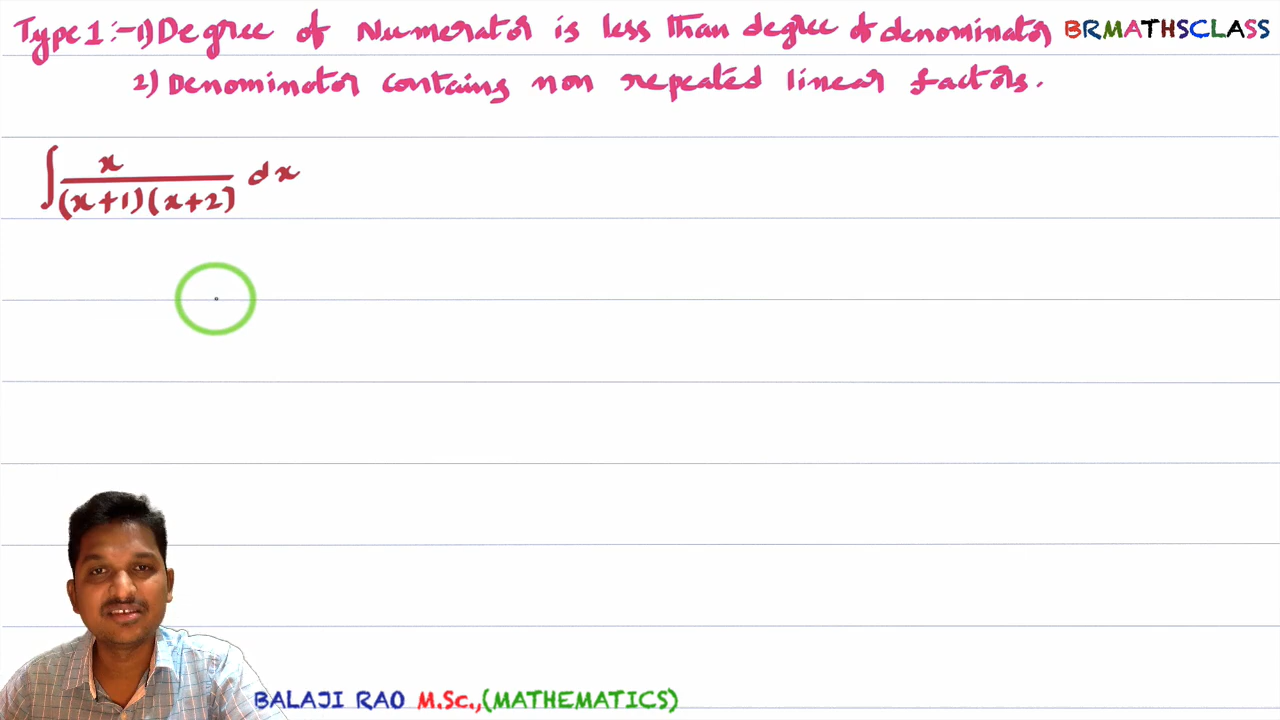 Type 1:- 1) Degree of Numerator is less than degree of denominator BRMATHSCLASS
2) Denominator contains non repeated linear factors.
∫ x/((x+1)(x+2)) dx
BALAJI RAO M.Sc.,(MATHEMATICS)